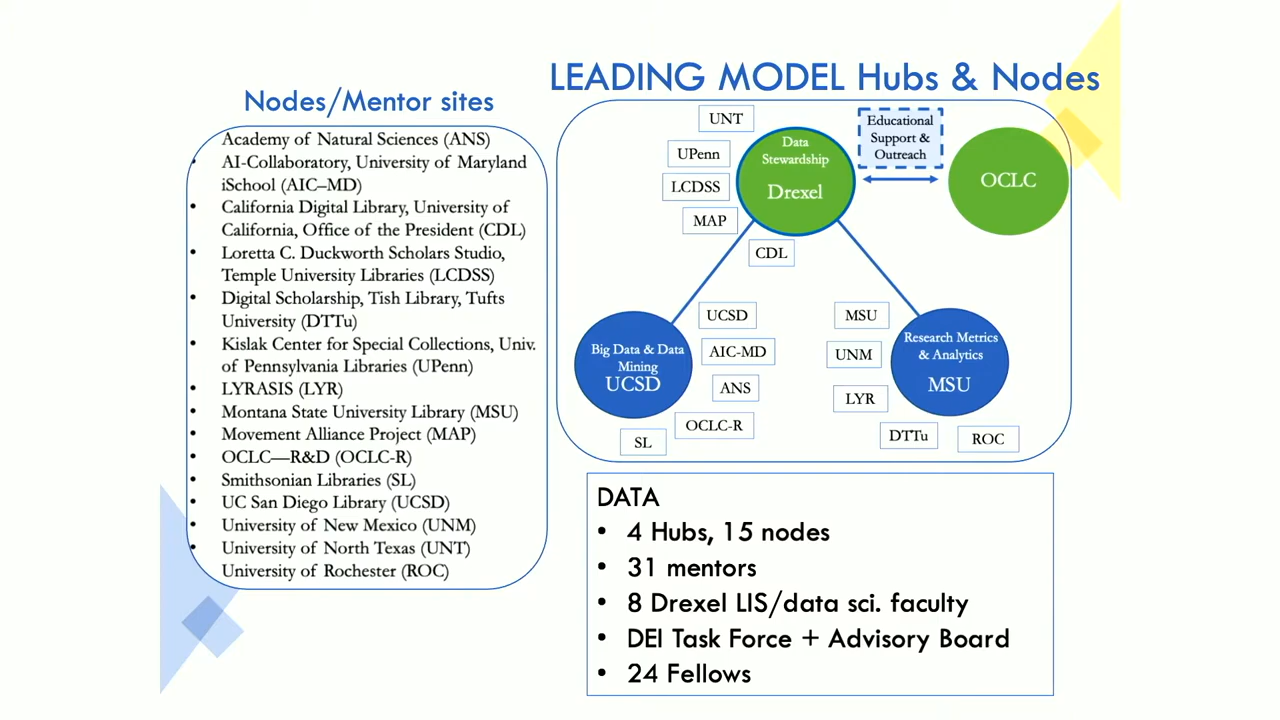 LEADING MODEL Hubs & Nodes
Nodes/Mentor sites
Academy of Natural Sciences (ANS)
• AI-Collaboratory, University of Maryland
iSchool (AIC–MD)
• California Digital Library, University of
California, Office of the President (CDL)
• Loretta C. Duckworth Scholars Studio,
Temple University Libraries (LCDSS)
• Digital Scholarship, Tish Library, Tufts
University (DTTu)
• Kislak Center for Special Collections, Univ.
of Pennsylvania Libraries (UPenn)
• LYRASIS (LYR)
• Montana State University Library (MSU)
• Movement Alliance Project (MAP)
• OCLC—R&D (OCLC-R)
• Smithsonian Libraries (SL)
• UC San Diego Library (UCSD)
• University of New Mexico (UNM)
• University of North Texas (UNT)
University of Rochester (ROC)
UNT
UPenn
LCDSS
MAP
CDL
Data
Stewardship
Drexel
Educational
Support &
Outreach
OCLC
Big Data & Data
Mining
UCSD
UCSD
AIC-MD
ANS
OCLC-R
SL
MSU
UNM
LYR
DTTu
ROC
Research Metrics
& Analytics
MSU
DATA
• 4 Hubs, 15 nodes
• 31 mentors
• 8 Drexel LIS/data sci. faculty
• DEI Task Force + Advisory Board
• 24 Fellows